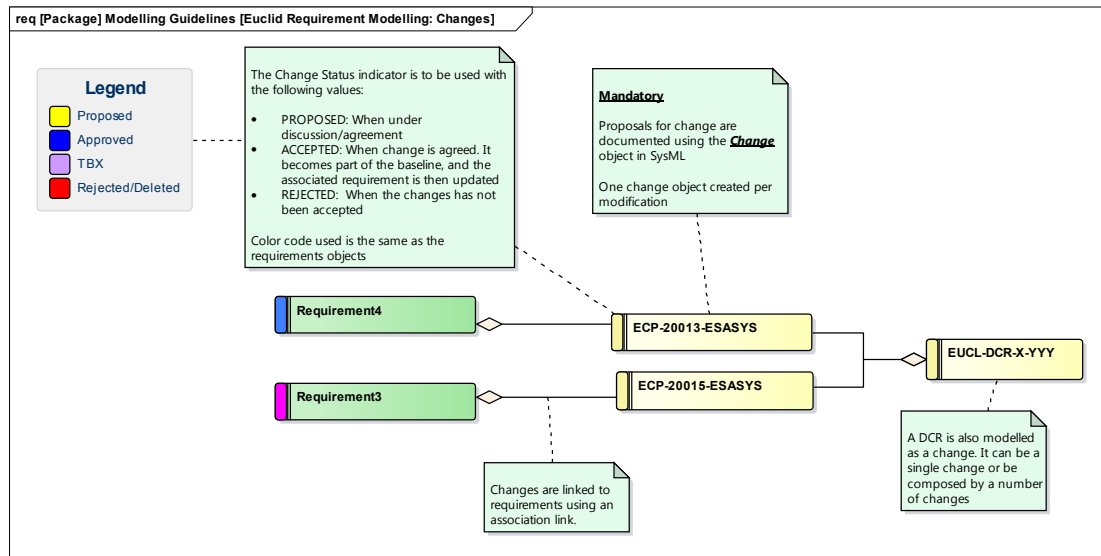 req [Package] Modelling Guidelines [Euclid Requirement Modelling: Changes]
Legend
Proposed
Approved
TBX
Rejected/Deleted
The Change Status indicator is to be used with
the following values:
• PROPOSED: When under
discussion/agreement
• ACCEPTED: When change is agreed. It
becomes part of the baseline, and the
associated requirement is then updated
• REJECTED: When the changes has not
been accepted
Color code used is the same as the
requirements objects
Mandatory
Proposals for change are
documented using the Change
object in SysML
One change object created per
modification
Requirement4
ECP-20013-ESASYS
EUCL-DCR-X-YYY
Requirement3
ECP-20015-ESASYS
Changes are linked to
requirements using an
association link.
A DCR is also modelled
as a change. It can be a
single change or be
composed by a number
of changes